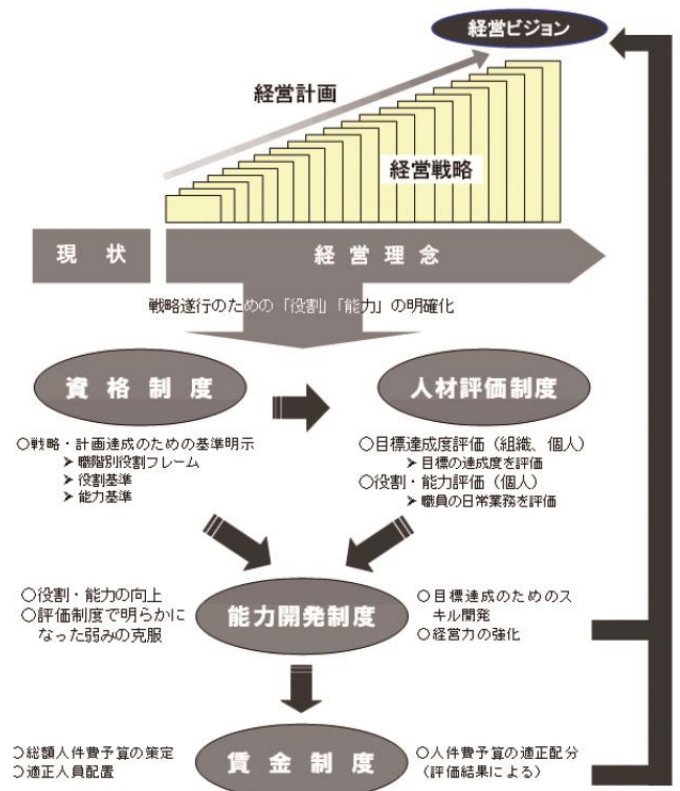 経営ビジョン
経営計画
経営戦略
現状
経営理念
戦略遂行のための「役割」「能力」の明確化
資格制度
人材評価制度
○戦略・計画達成のための基準明示
➢ 職階別役割フレーム
➢ 役割基準
➢ 能力基準
○目標達成度評価（組織、個人）
➢ 目標の達成度を評価
○役割・能力評価（個人）
➢ 職員の日常業務を評価
○役割・能力の向上
○評価制度で明らかに
なった弱みの克服
能力開発制度
○目標達成のためのス
キル開発
○経営力の強化
○総額人件費予算の策定
○適正人員配置
賃金制度
○人件費予算の適正配分
（評価結果による）